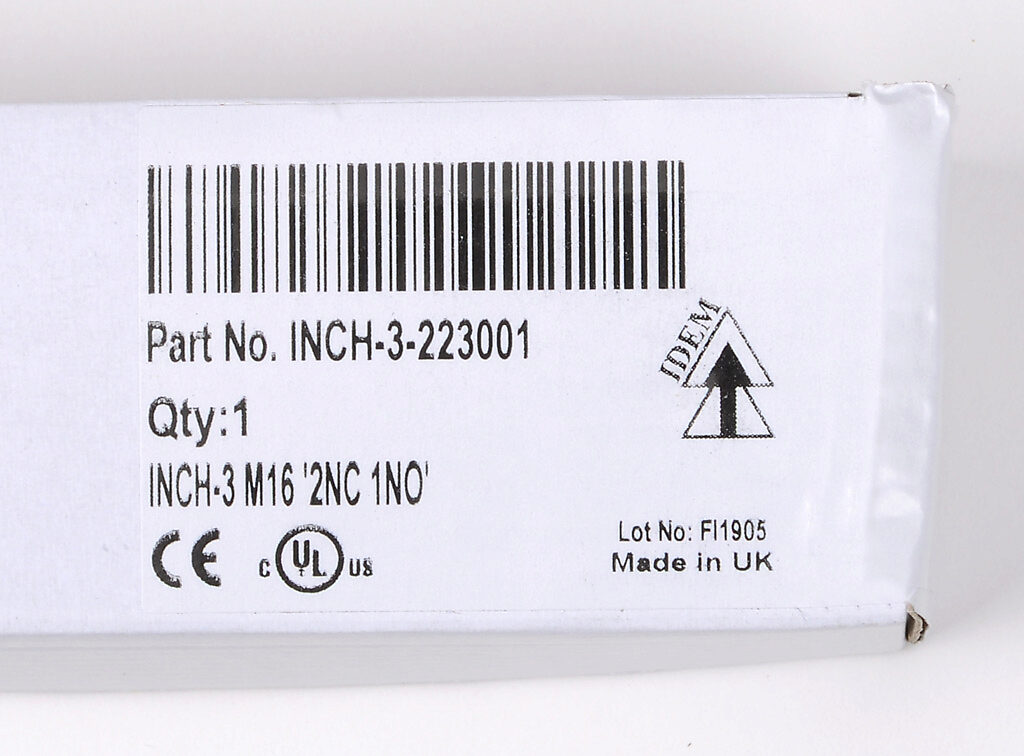 Part No. INCH-3-223001
IDEM
Qty:1
INCH-3 M16 '2NC 1NO'
CE
C UL US
Lot No: FI1905
Made in UK